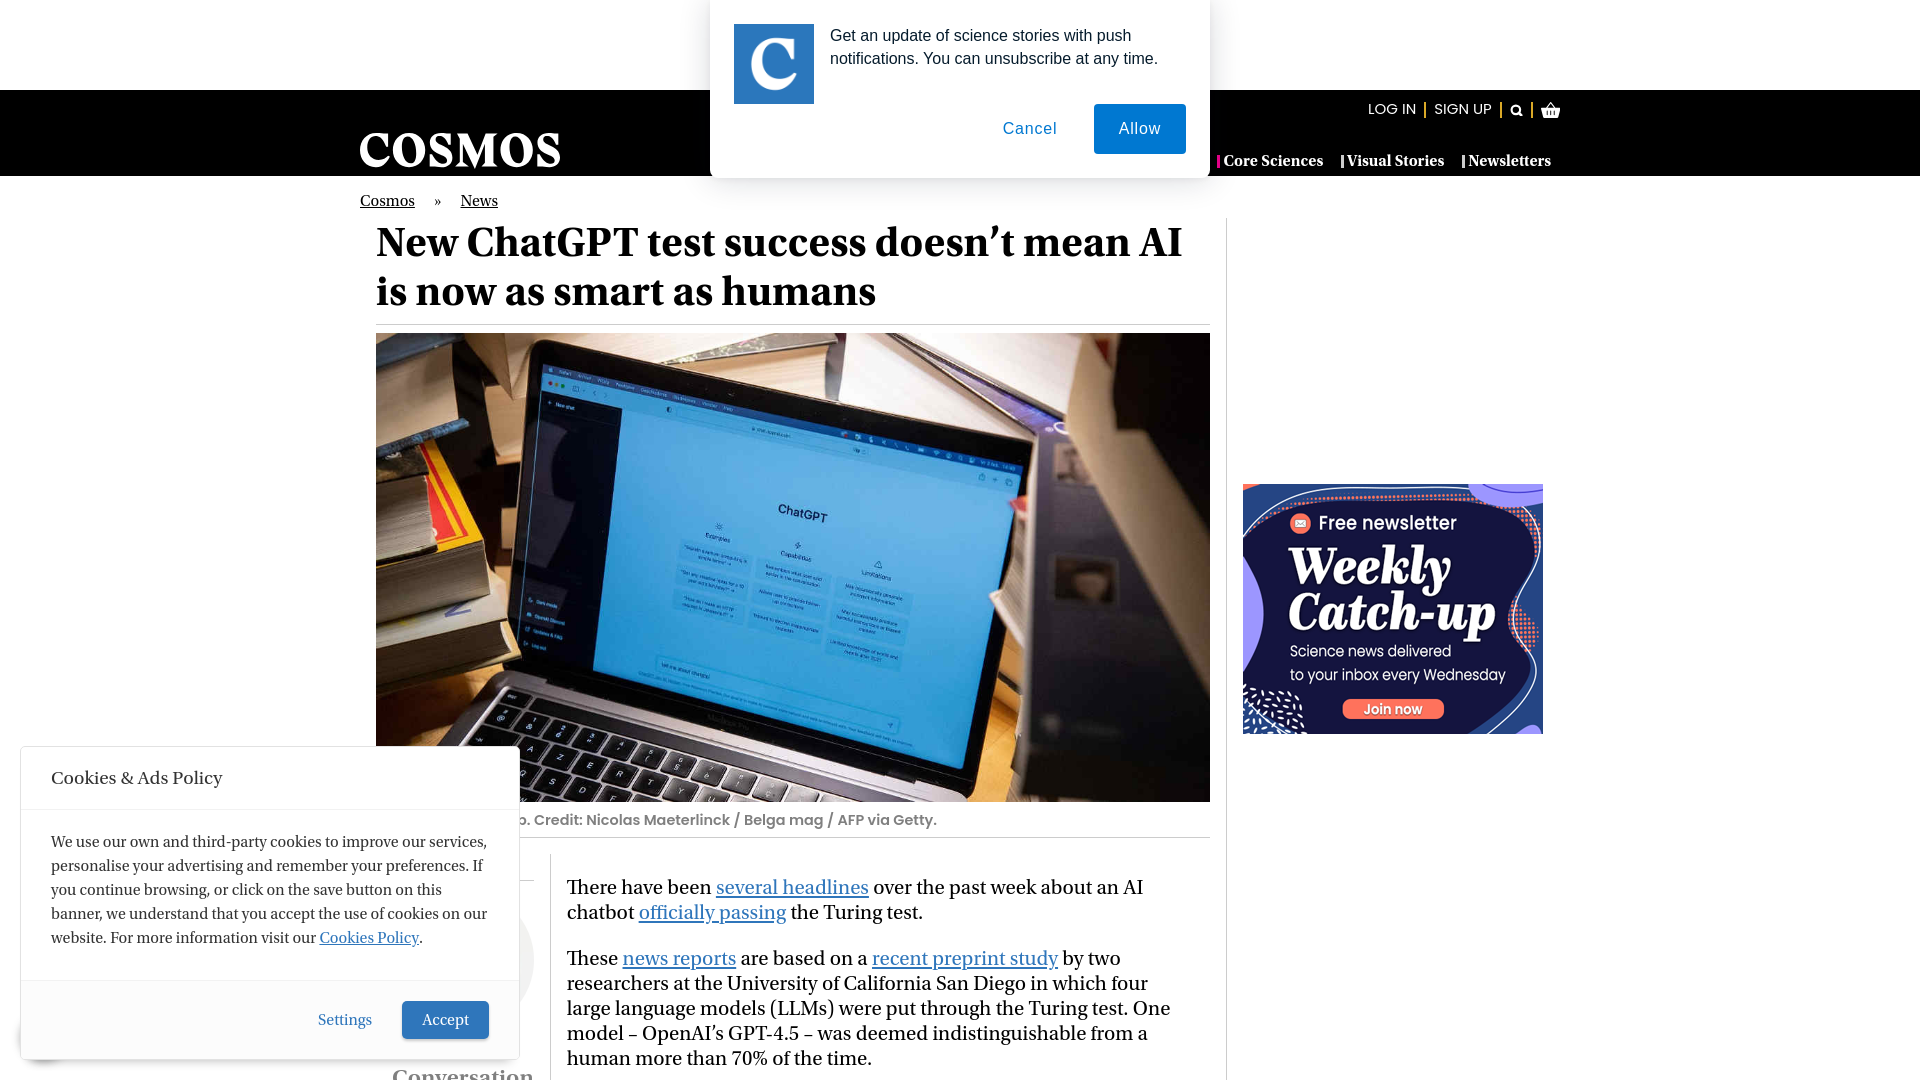 Get an update of science stories with push
notifications. You can unsubscribe at any time.
Cancel
Allow
LOG IN
SIGN UP
COSMOS
Core Sciences
Visual Stories
Newsletters
Cosmos » News
New ChatGPT test success doesn’t mean AI
is now as smart as humans
ChatGPT
Examples
Capabilities
Limitations
Free newsletter
Weekly
Catch-up
Science news delivered
to your inbox every Wednesday
Join now
. Credit: Nicolas Maeterlinck / Belga mag / AFP via Getty.
Cookies & Ads Policy
We use our own and third-party cookies to improve our services,
personalise your advertising and remember your preferences. If
you continue browsing, or click on the save button on this
banner, we understand that you accept the use of cookies on our
website. For more information visit our Cookies Policy.
Settings
Accept
Conversation
There have been several headlines over the past week about an AI
chatbot officially passing the Turing test.
These news reports are based on a recent preprint study by two
researchers at the University of California San Diego in which four
large language models (LLMs) were put through the Turing test. One
model – OpenAI’s GPT-4.5 – was deemed indistinguishable from a
human more than 70% of the time.